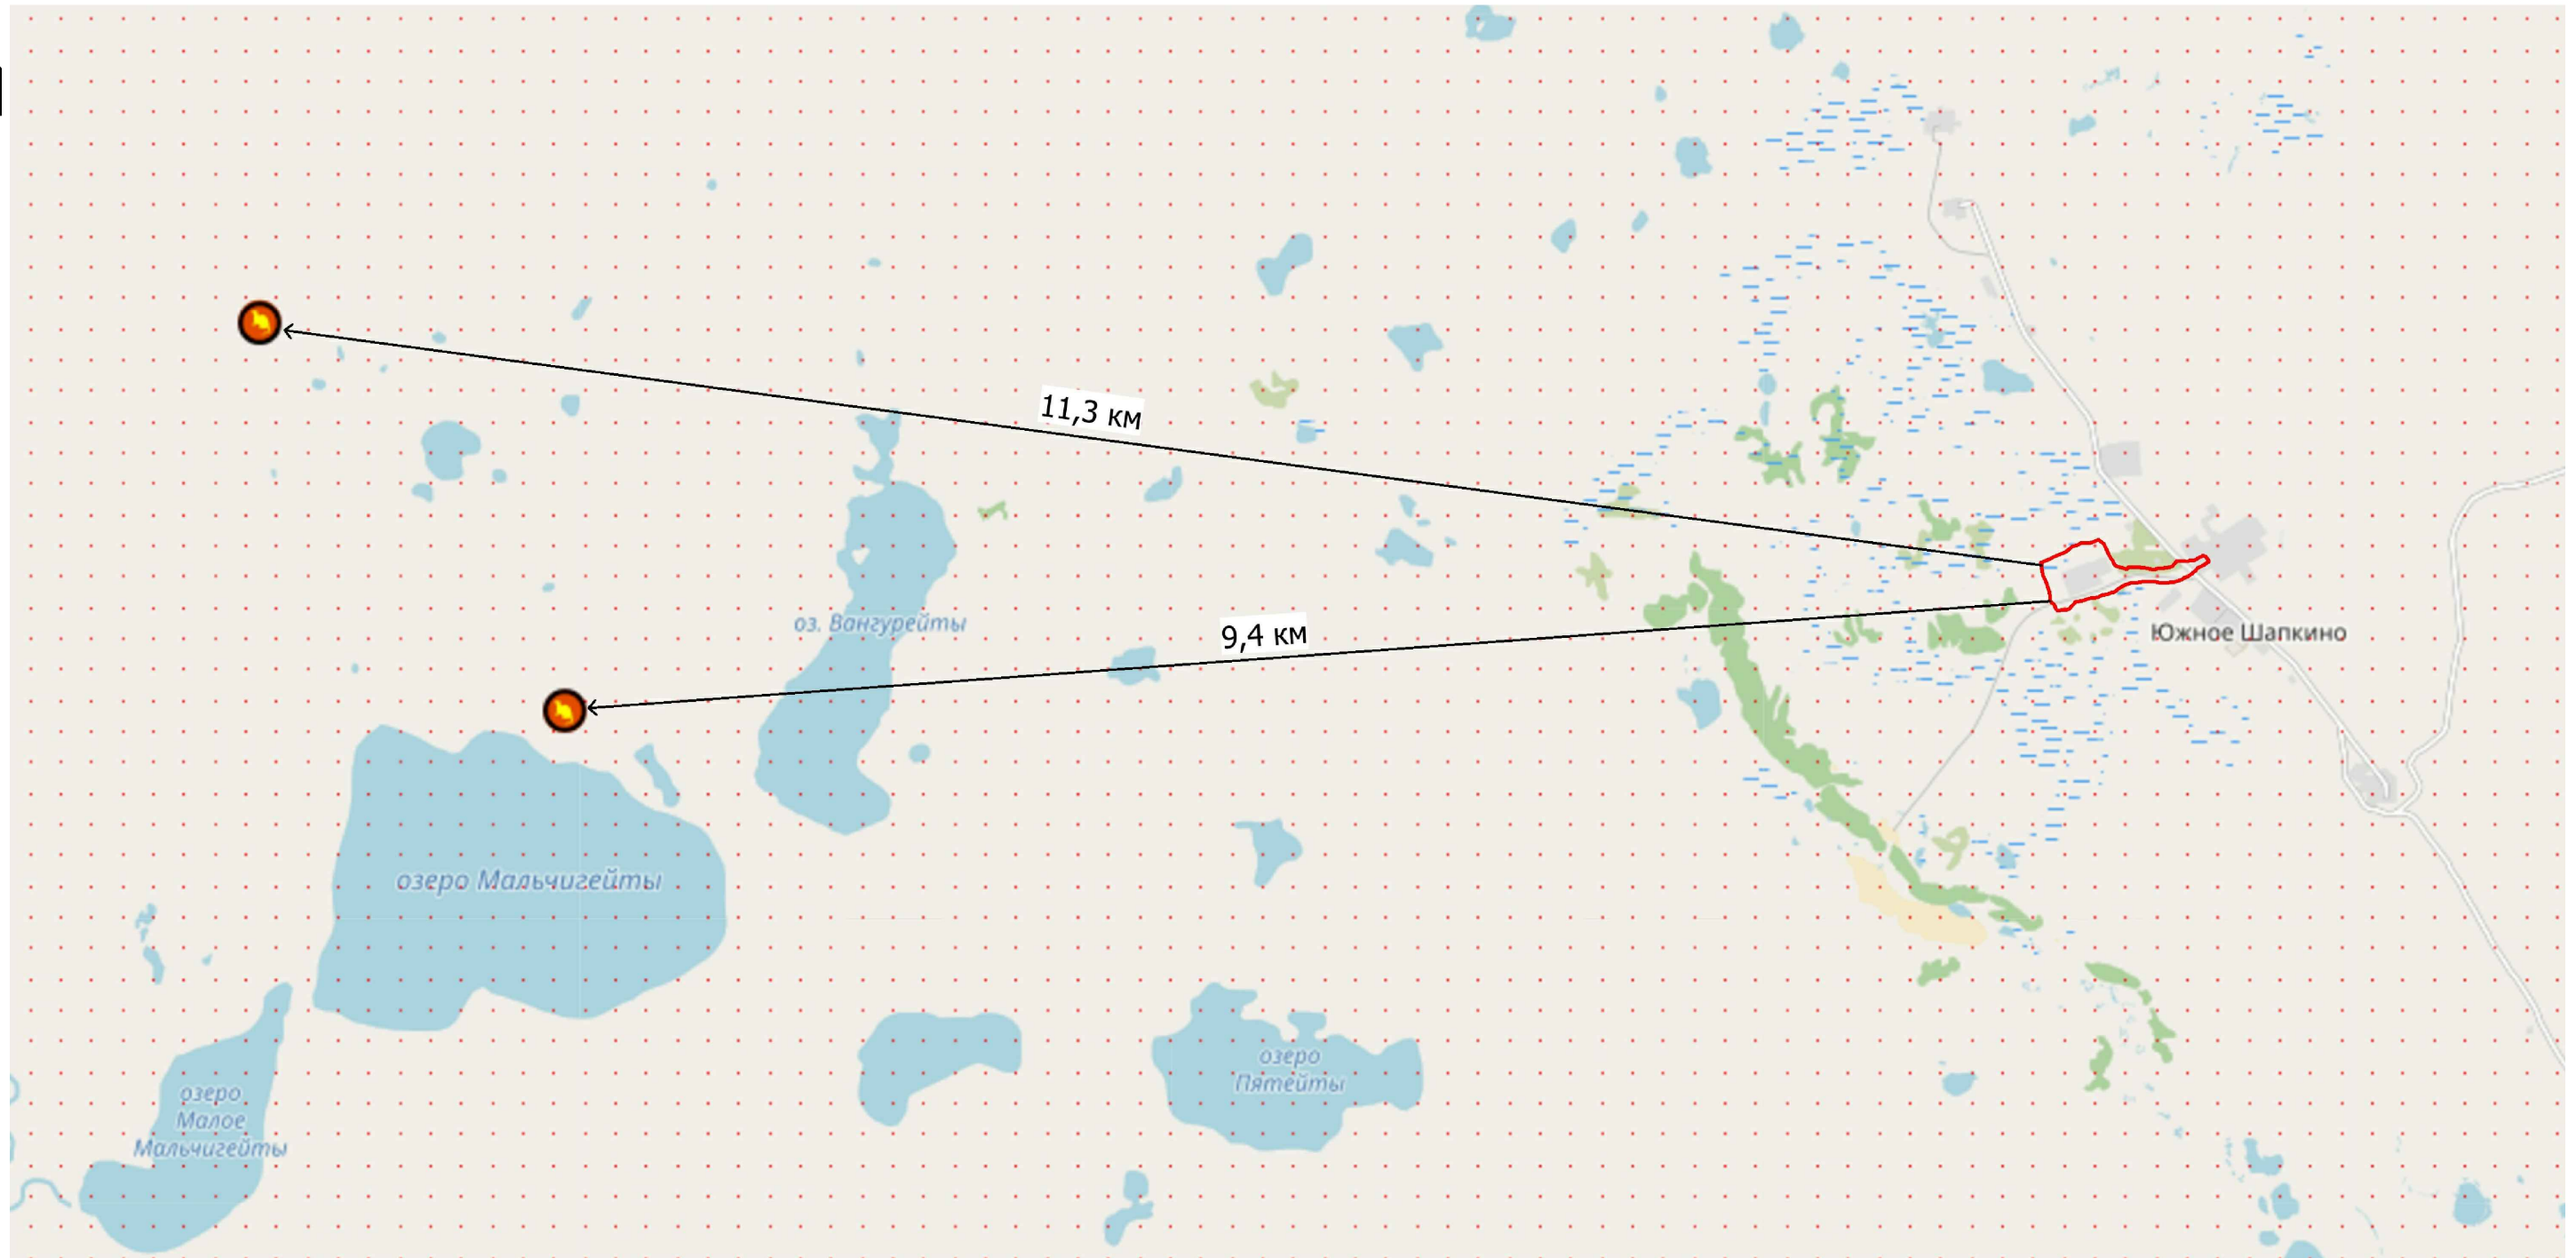 11,3 км
оз. Вангурейты
9,4 км
Южное Шапкино
озеро Мальчигейты
озеро
Пятейты
озеро
Малое
Мальчигейты